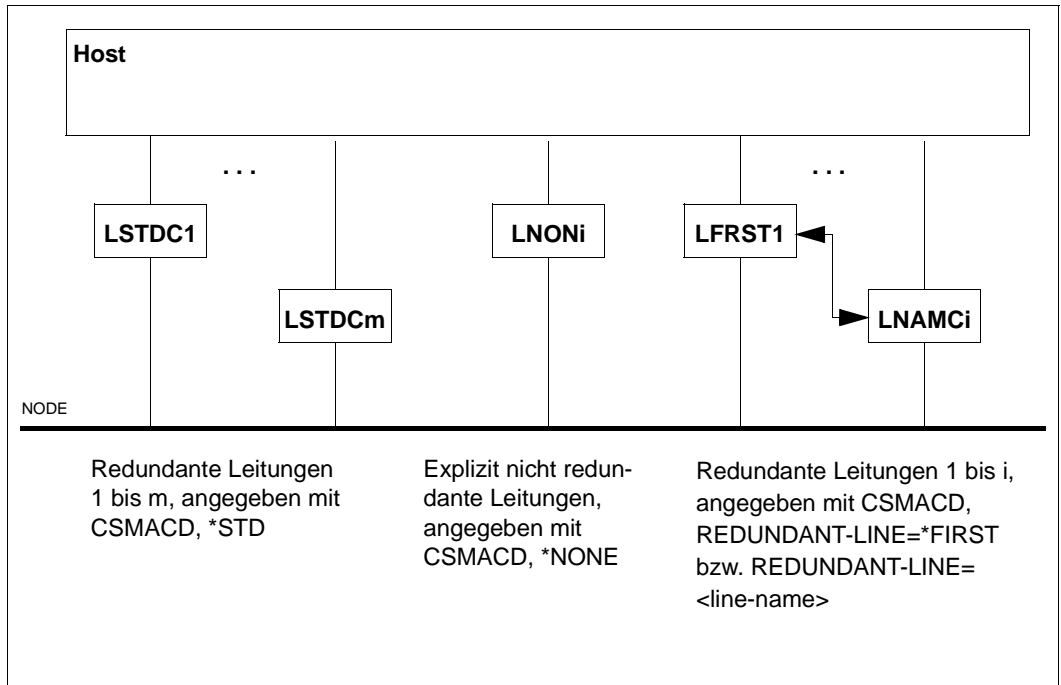 Host
. . .
. . .
LSTDC1
LNONi
LFRST1
LSTDCm
LNAMCi
NODE
Redundante Leitungen
1 bis m, angegeben mit
CSMACD, *STD
Explizit nicht redun-
dante Leitungen,
angegeben mit
CSMACD, *NONE
Redundante Leitungen 1 bis i,
angegeben mit CSMACD,
REDUNDANT-LINE=*FIRST
bzw. REDUNDANT-LINE=
<line-name>